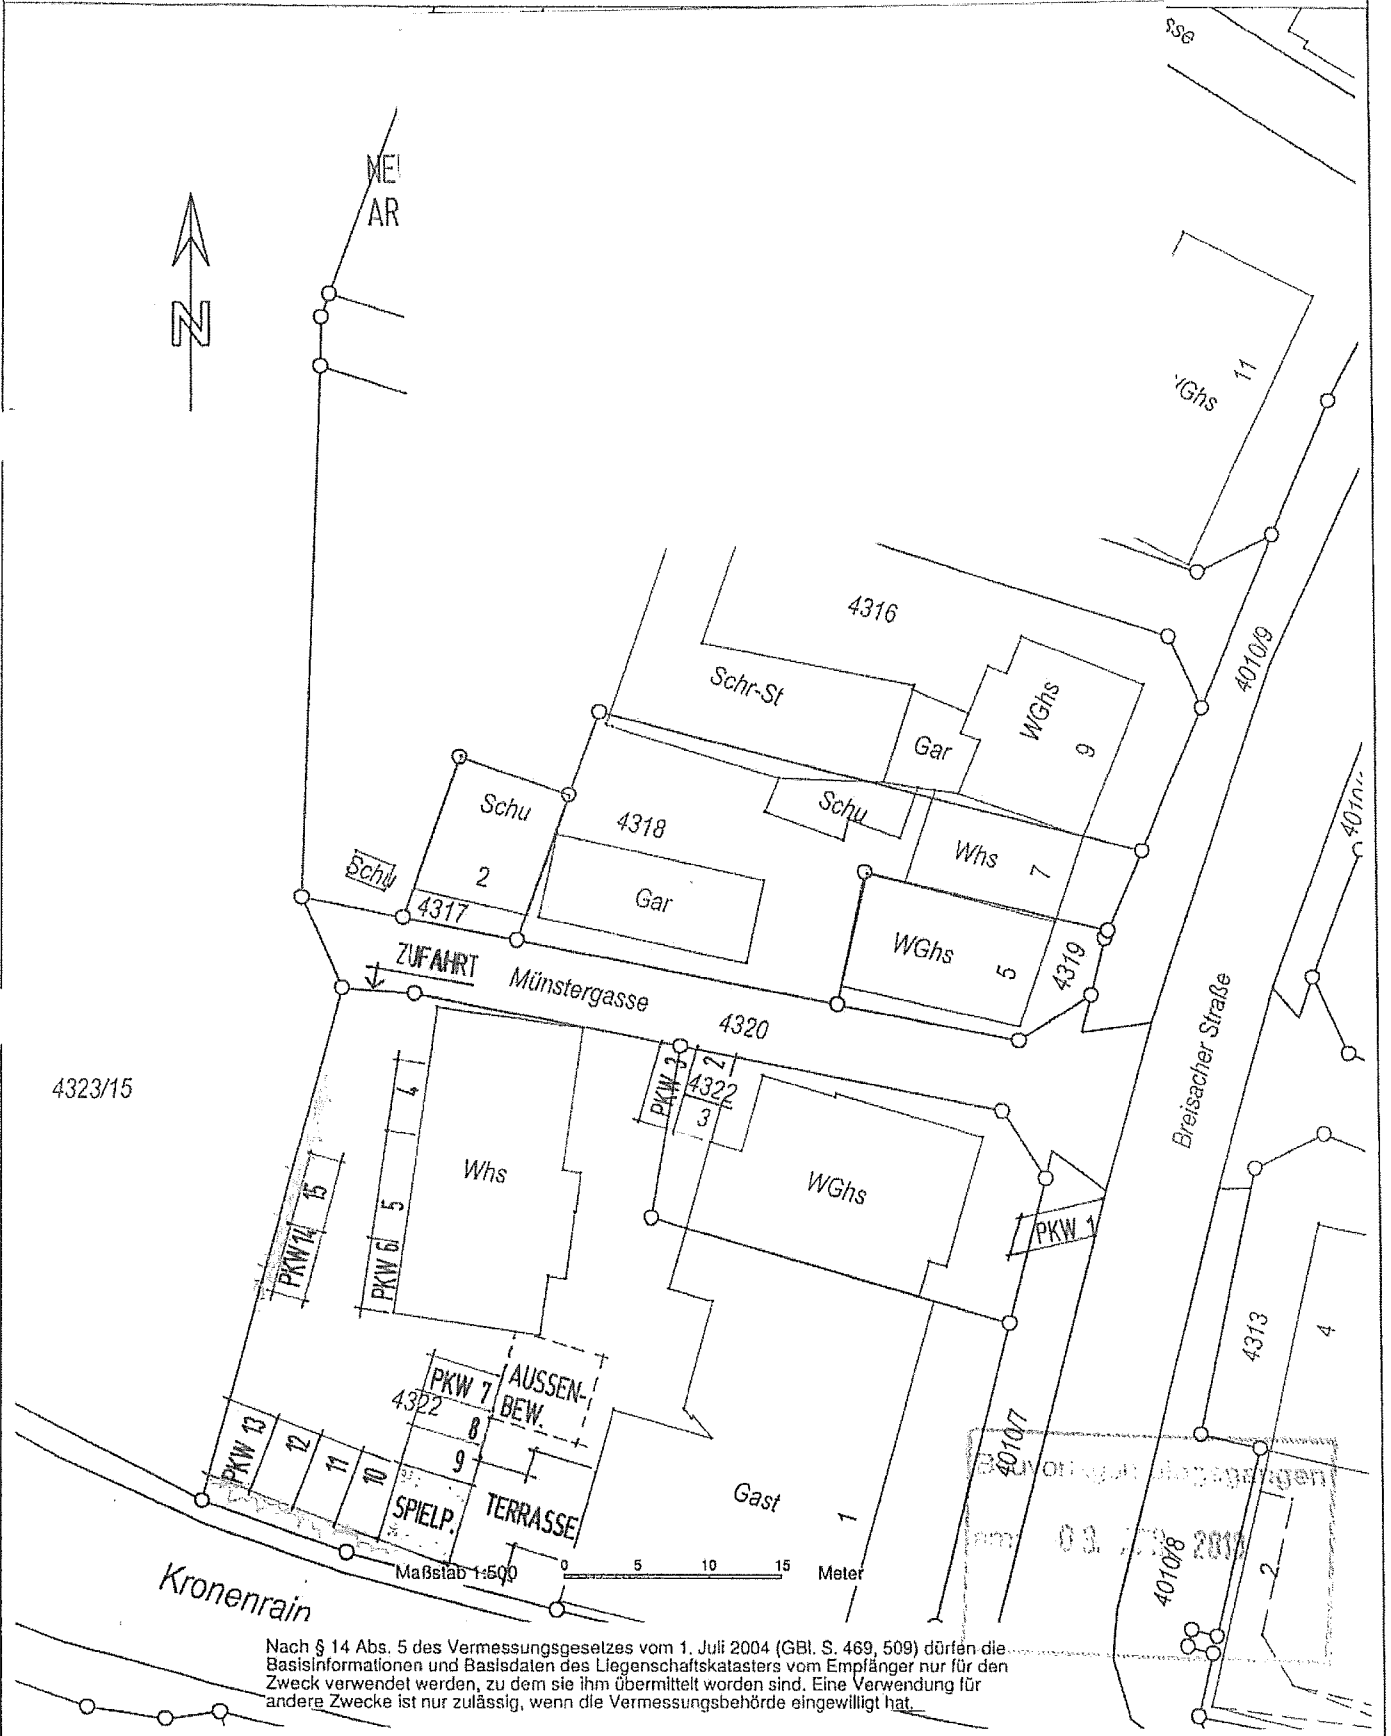 sse
NE
AR
N
Ghs
11
4316
4010/9
Schr-St
WGhs
9
Gar
Schu
4318
Schu
Whs
7
2
Schu
Gar
4317
WGhs
5
4319
ZUFAHRT
Münstergasse
4320
Breisacher Straße
4323/15
PKW 3
2
4322
3
4
Whs
WGhs
15
5
PKW 14
PKW 6
PKW 1
4313
4
PKW 7
AUSSEN-
BEW.
4322
8
9
PKW 13
12
11
10
SPIELP.
TERRASSE
Gast
1
4010/7
eingegangen
03. 2010
4010/8
2
Kronenrain
Maßstab 1:500
0 5 10 15 Meter
Nach § 14 Abs. 5 des Vermessungsgesetzes vom 1. Juli 2004 (GBl. S. 469, 509) dürfen die
Basisinformationen und Basisdaten des Liegenschaftskatasters vom Empfänger nur für den
Zweck verwendet werden, zu dem sie ihm übermittelt worden sind. Eine Verwendung für
andere Zwecke ist nur zulässig, wenn die Vermessungsbehörde eingewilligt hat.